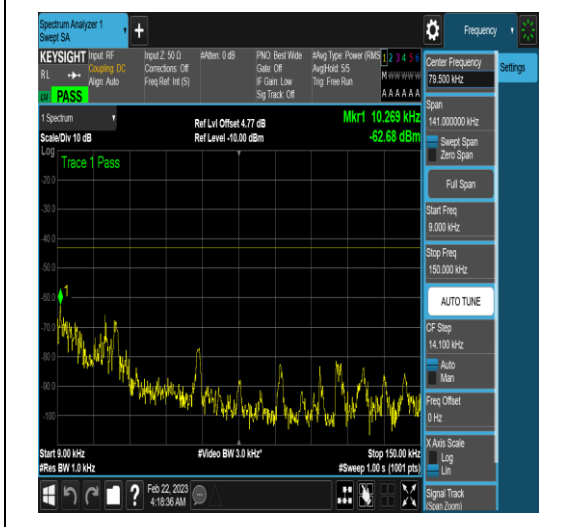 Spectrum Analyzer 1
Swept SA
+
Frequency
KEYSIGHT
Input: RF
Coupling: DC
Align: Auto
Input Z: 50 Ω
Corrections: Off
Freq Ref: Int (S)
#Atten: 0 dB
PNO: Best Wide
Gate: Off
IF Gain: Low
Sig Track: Off
#Avg Type: Power (RMS)
Avg|Hold: 5/5
Trig: Free Run
1 2 3 4 5 6
M W W W W W
A A A A A A
RL
PASS
1 Spectrum
Scale/Div 10 dB
Ref Lvl Offset 4.77 dB
Ref Level -10.00 dBm
Mkr1 10.269 kHz
-62.68 dBm
Log
Trace 1 Pass
-20.0
-30.0
-40.0
-50.0
-60.0
1
-70.0
-80.0
-90.0
-100
Start 9.00 kHz
#Res BW 1.0 kHz
#Video BW 3.0 kHz*
Stop 150.00 kHz
#Sweep 1.00 s (1001 pts)
Feb 22, 2023
4:18:36 AM
?
Center Frequency
79.500 kHz
Settings
Span
141.000000 kHz
Swept Span
Zero Span
Full Span
Start Freq
9.000 kHz
Stop Freq
150.000 kHz
AUTO TUNE
CF Step
14.100 kHz
Auto
Man
Freq Offset
0 Hz
X Axis Scale
Log
Lin
Signal Track
(Span Zoom)